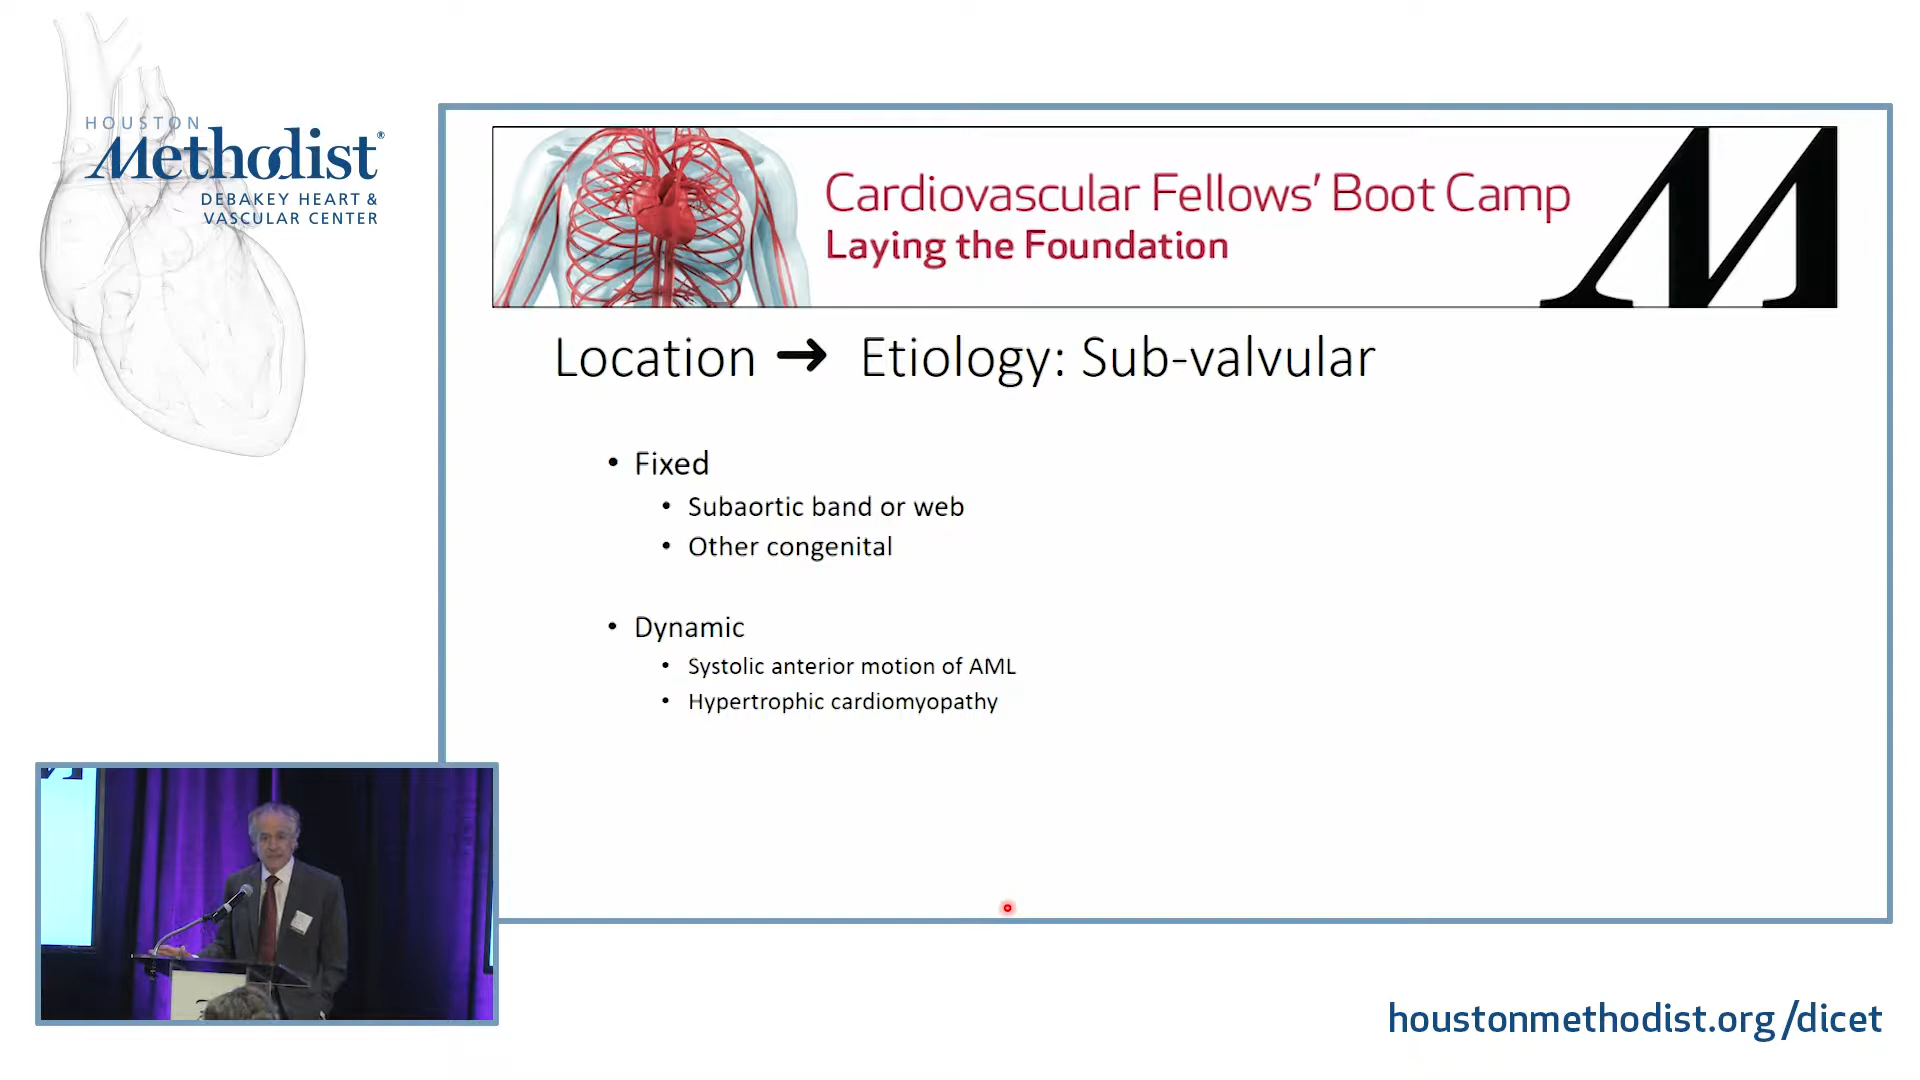 HOUSTON
Methodist®
DEBAKEY HEART &
VASCULAR CENTER
Cardiovascular Fellows’ Boot Camp
Laying the Foundation
M
Location ➔ Etiology: Sub-valvular
• Fixed
• Subaortic band or web
• Other congenital
• Dynamic
• Systolic anterior motion of AML
• Hypertrophic cardiomyopathy
houstonmethodist.org/dicet